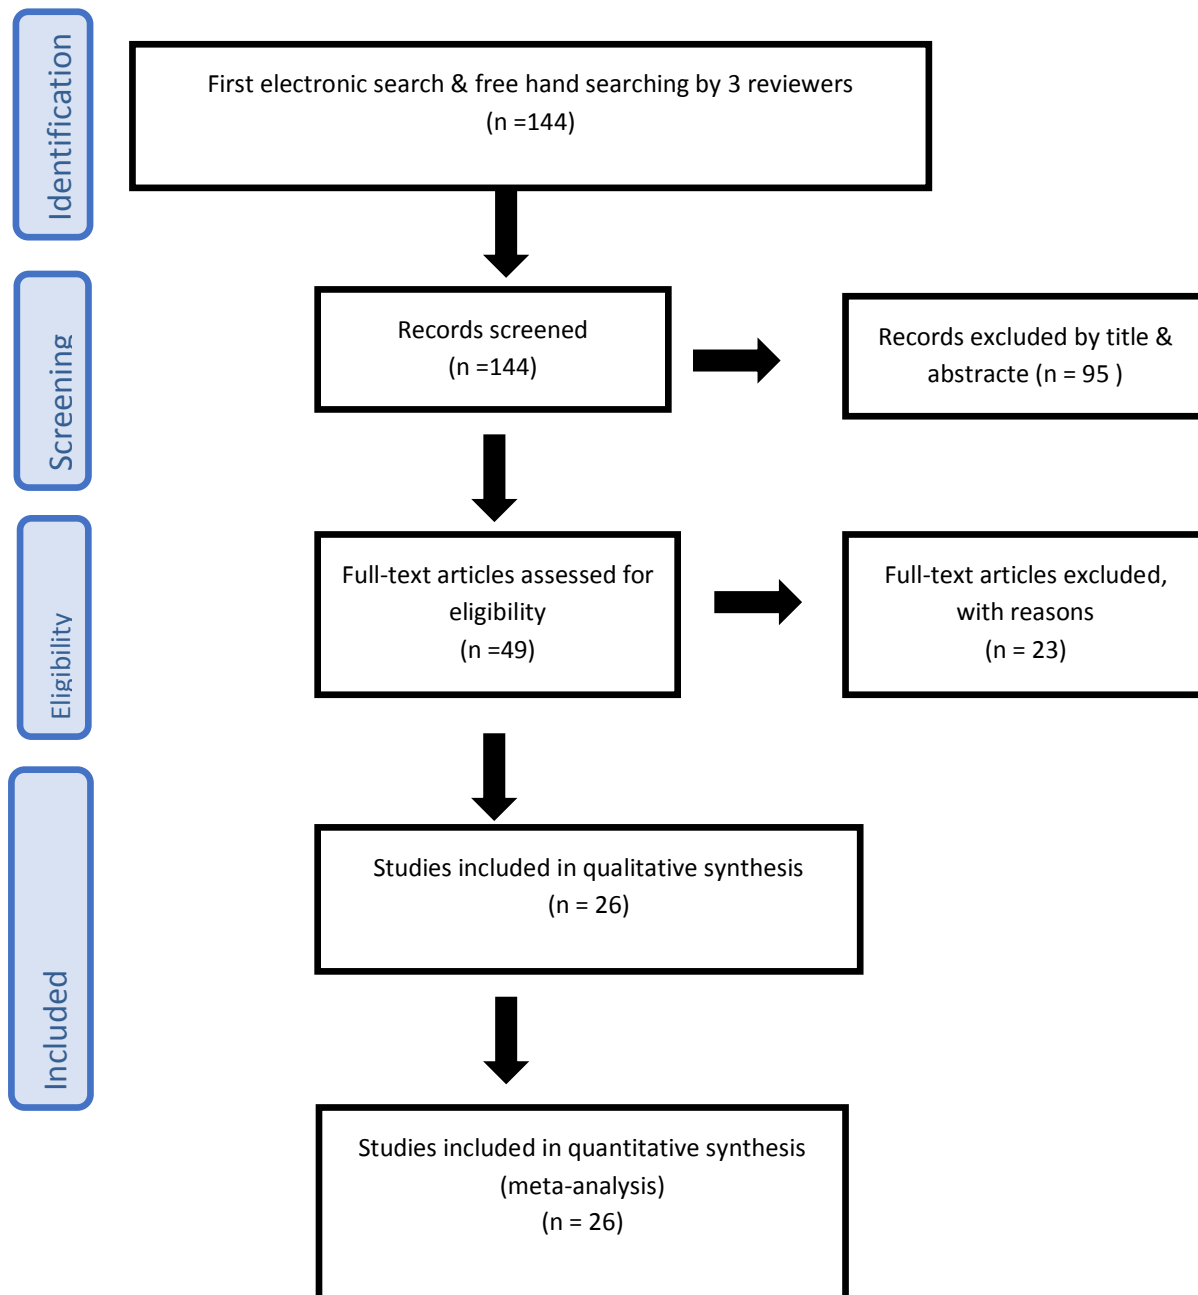 Identification
First electronic search & free hand searching by 3 reviewers
(n =144)
Screening
Records screened
(n =144)
Records excluded by title &
abstracte (n = 95 )
Eligibility
Full-text articles assessed for
eligibility
(n =49)
Full-text articles excluded,
with reasons
(n = 23)
Included
Studies included in qualitative synthesis
(n = 26)
Studies included in quantitative synthesis
(meta-analysis)
(n = 26)